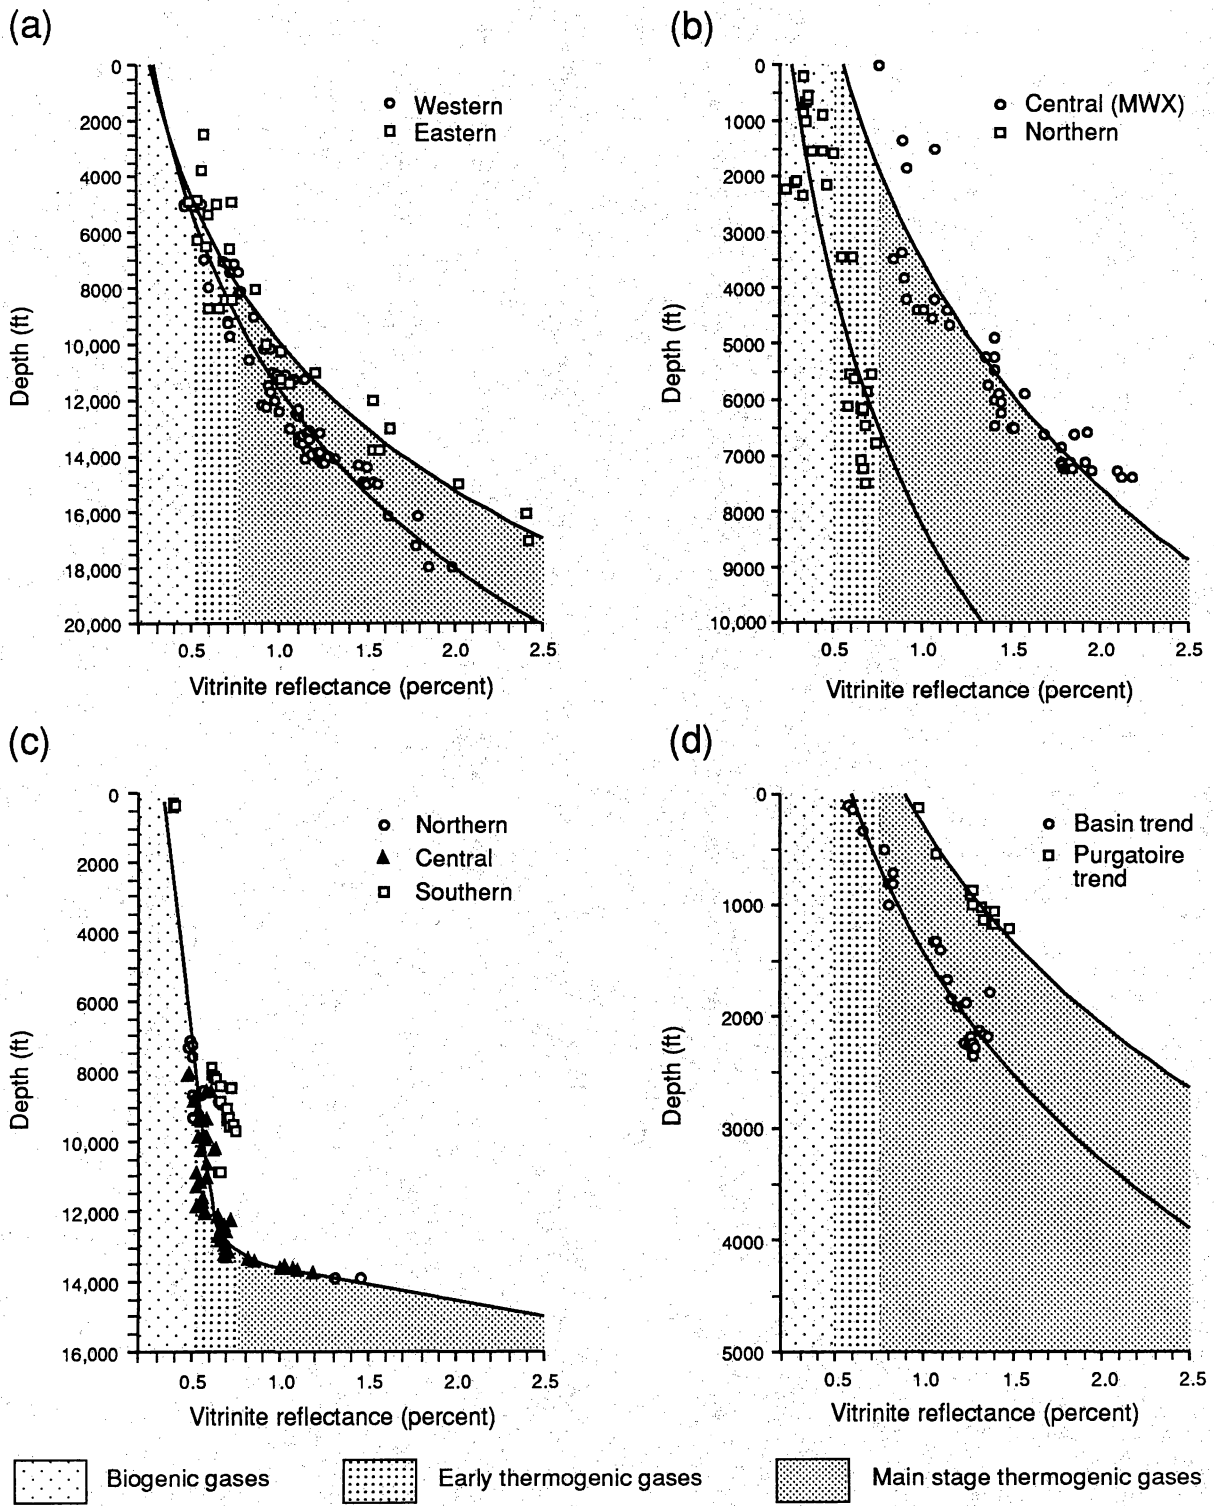 (a)
0
2000
4000
6000
8000
10,000
12,000
14,000
16,000
18,000
20,000
Depth (ft)
Western
Eastern
0.5 1.0 1.5 2.0 2.5
Vitrinite reflectance (percent)
(b)
0
1000
2000
3000
4000
5000
6000
7000
8000
9000
10,000
Depth (ft)
Central (MWX)
Northern
0.5 1.0 1.5 2.0 2.5
Vitrinite reflectance (percent)
(c)
0
2000
4000
6000
8000
10,000
12,000
14,000
16,000
Depth (ft)
Northern
Central
Southern
0.5 1.0 1.5 2.0 2.5
Vitrinite reflectance (percent)
(d)
0
1000
2000
3000
4000
5000
Depth (ft)
Basin trend
Purgatoire
trend
0.5 1.0 1.5 2.0 2.5
Vitrinite reflectance (percent)
Biogenic gases
Early thermogenic gases
Main stage thermogenic gases